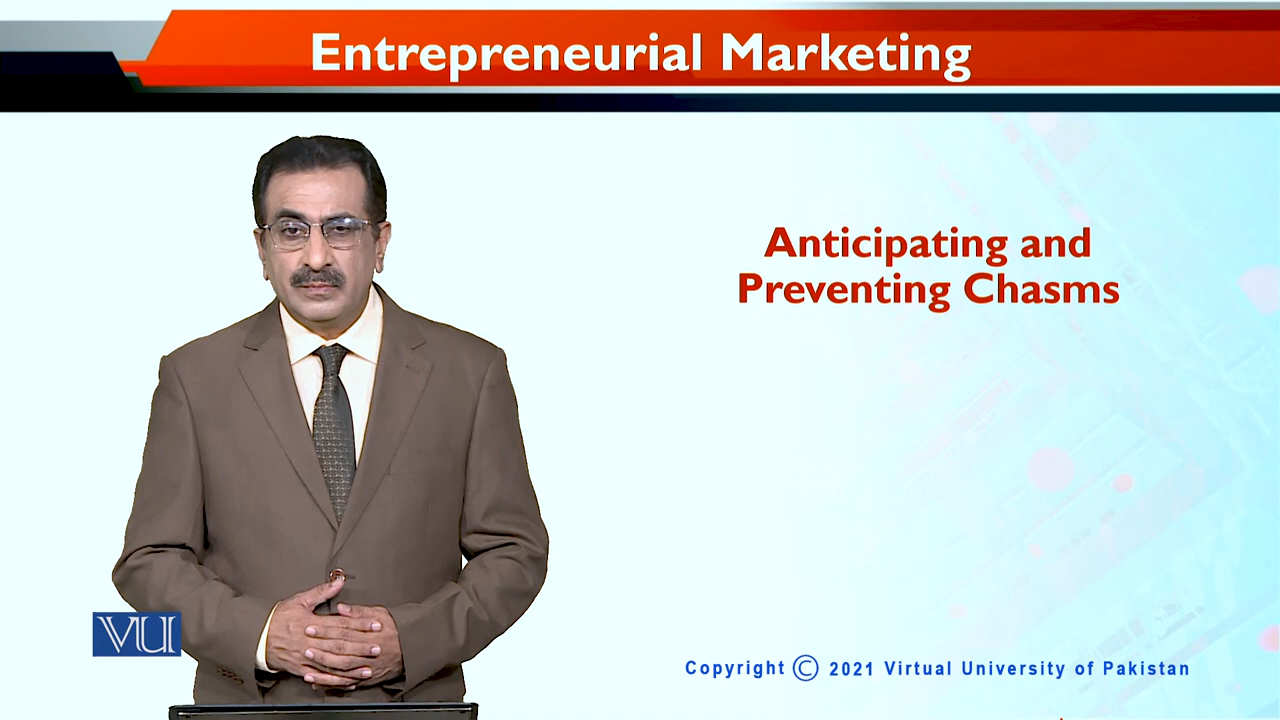 Entrepreneurial Marketing
Anticipating and
Preventing Chasms
VU
Copyright © 2021 Virtual University of Pakistan